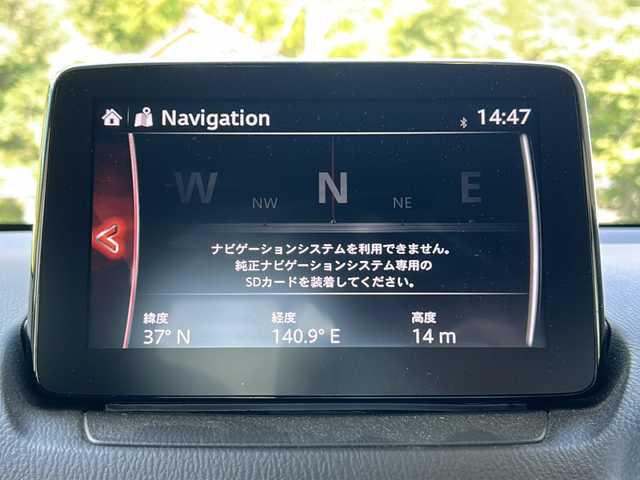 Navigation
14:47
W NW N NE E
ナビゲーションシステムを利用できません。
純正ナビゲーションシステム専用の
SDカードを装着してください。
緯度 経度 高度
37° N 140.9° E 14 m